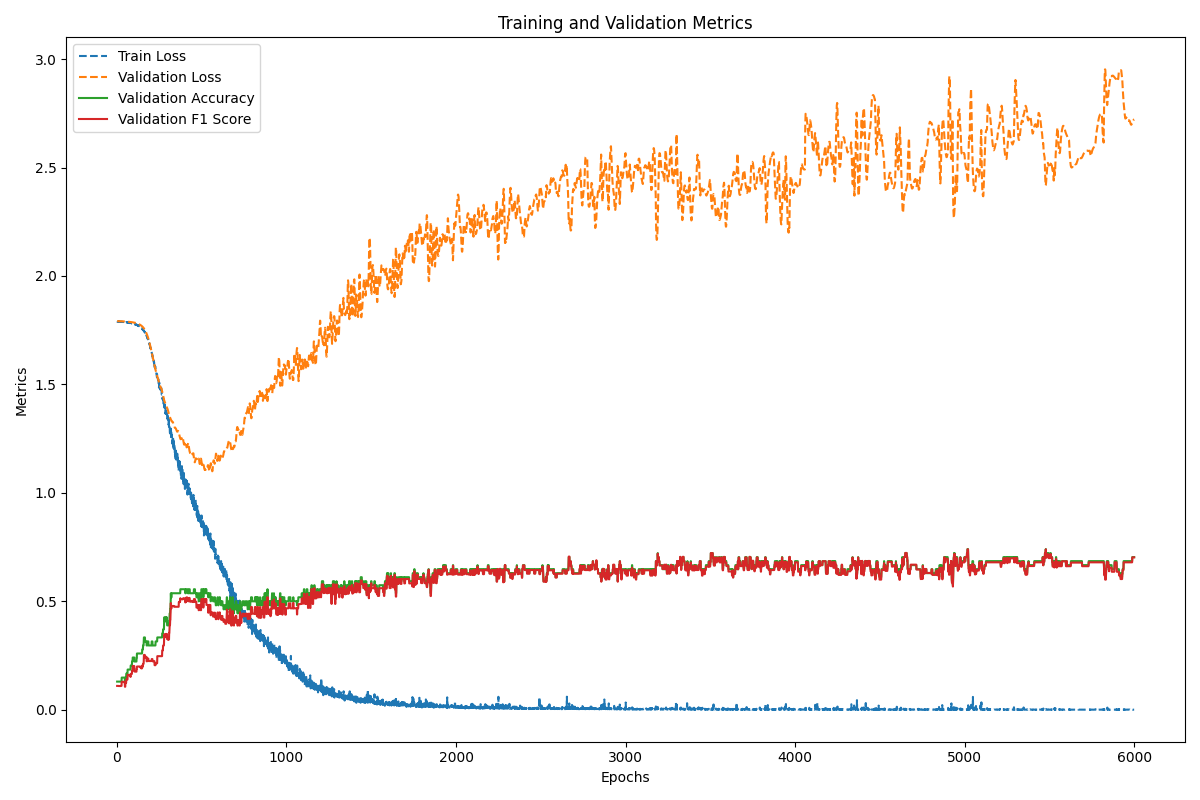 Training and Validation Metrics
Train Loss
Validation Loss
Validation Accuracy
Validation F1 Score
Metrics
3.0
2.5
2.0
1.5
1.0
0.5
0.0
0 1000 2000 3000 4000 5000 6000
Epochs